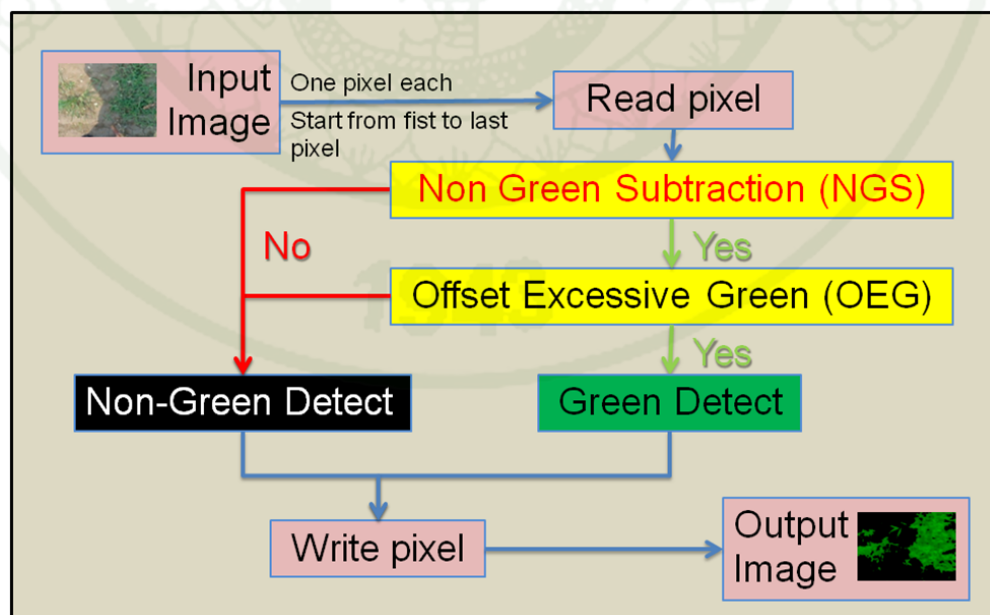 Input
Image
One pixel each
Start from fist to last
pixel
Read pixel
Non Green Subtraction (NGS)
No
Yes
Offset Excessive Green (OEG)
Yes
Non-Green Detect
Green Detect
Write pixel
Output
Image
1943